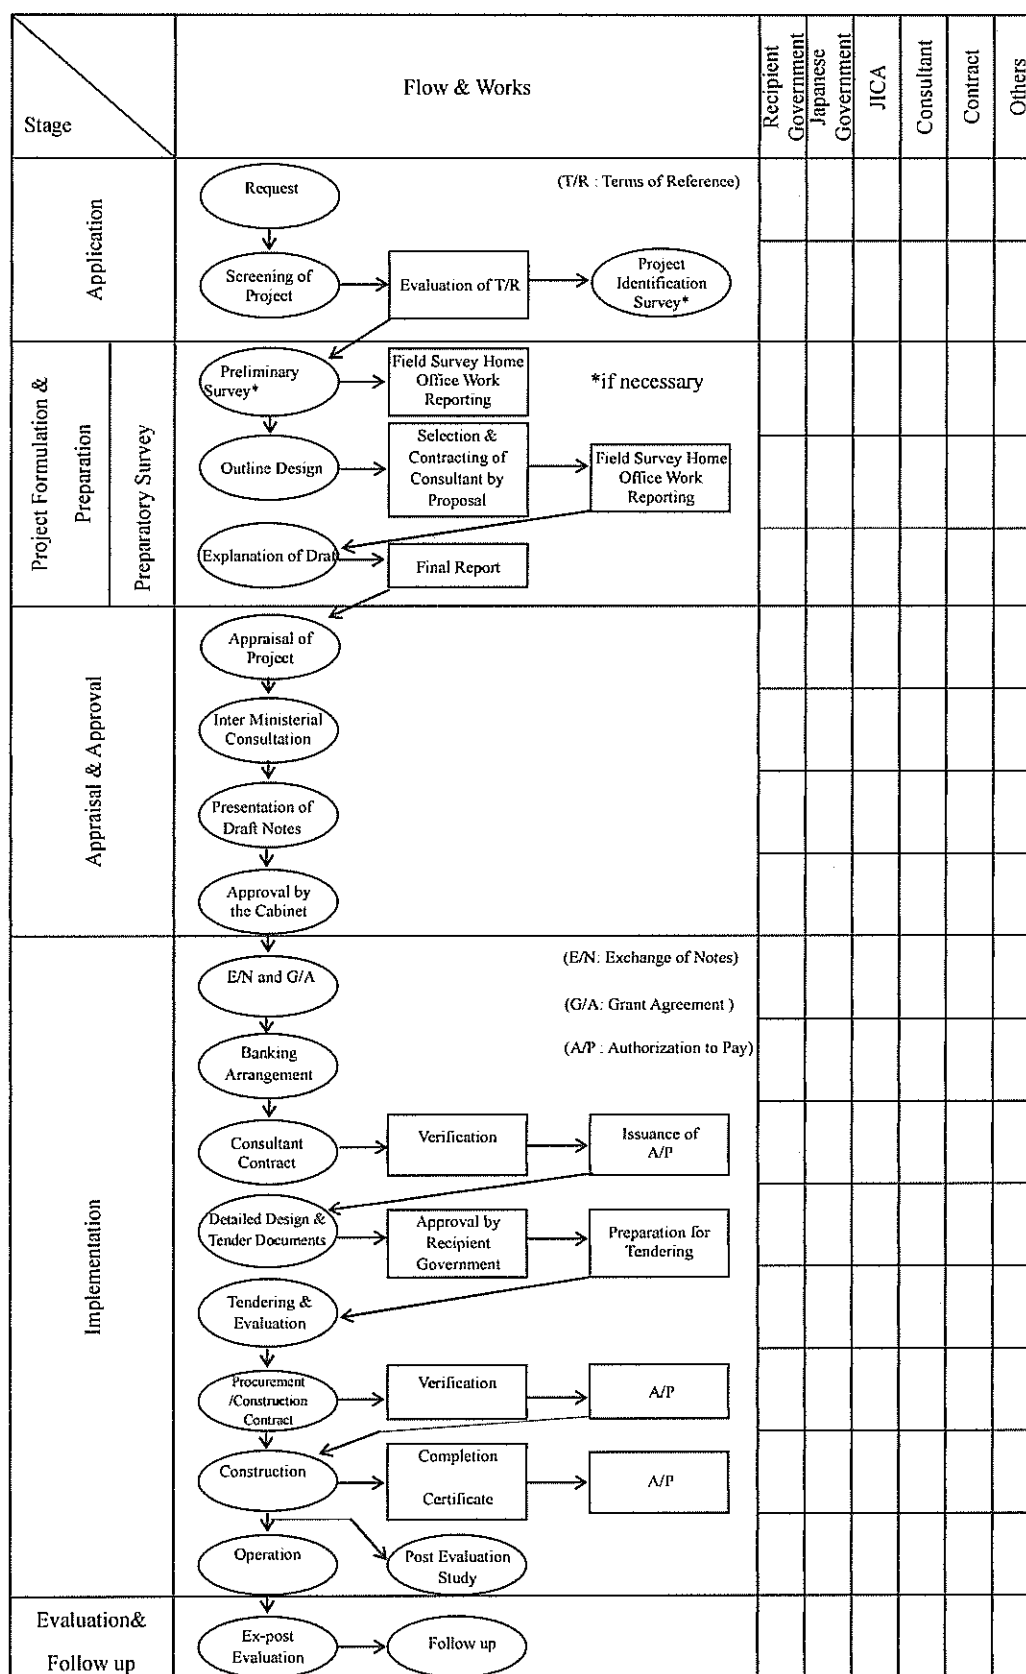 Stage
Flow & Works
Recipient
Government
Japanese
Government
JICA
Consultant
Contract
Others
Application
Request
(T/R : Terms of Reference)
Screening of
Project
Evaluation of T/R
Project
Identification
Survey*
Project Formulation &
Preparation
Preparatory Survey
Preliminary
Survey*
Field Survey Home
Office Work
Reporting
*if necessary
Outline Design
Selection &
Contracting of
Consultant by
Proposal
Field Survey Home
Office Work
Reporting
Explanation of Draft
Final Report
Appraisal & Approval
Appraisal of
Project
Inter Ministerial
Consultation
Presentation of
Draft Notes
Approval by
the Cabinet
Implementation
E/N and G/A
(E/N: Exchange of Notes)
(G/A: Grant Agreement )
(A/P : Authorization to Pay)
Banking
Arrangement
Consultant
Contract
Verification
Issuance of
A/P
Detailed Design &
Tender Documents
Approval by
Recipient
Government
Preparation for
Tendering
Tendering &
Evaluation
Procurement
/Construction
Contract
Verification
A/P
Construction
Completion
Certificate
A/P
Operation
Post Evaluation
Study
Evaluation&
Follow up
Ex-post
Evaluation
Follow up